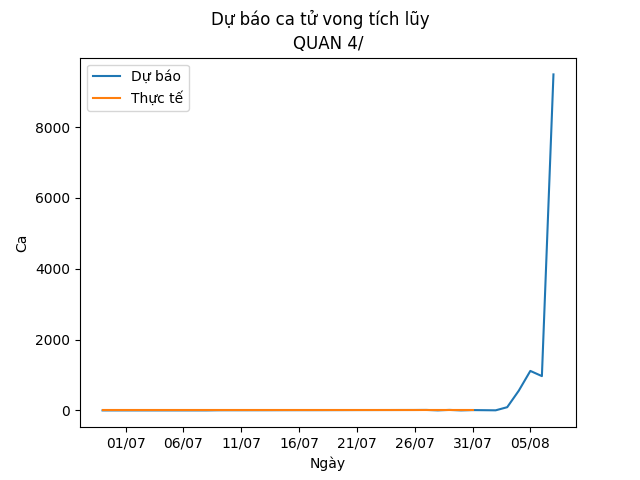 Dự báo ca tử vong tích lũy
QUAN 4/
Dự báo
Thực tế
8000
6000
4000
2000
0
Ca
01/07 06/07 11/07 16/07 21/07 26/07 31/07 05/08
Ngày